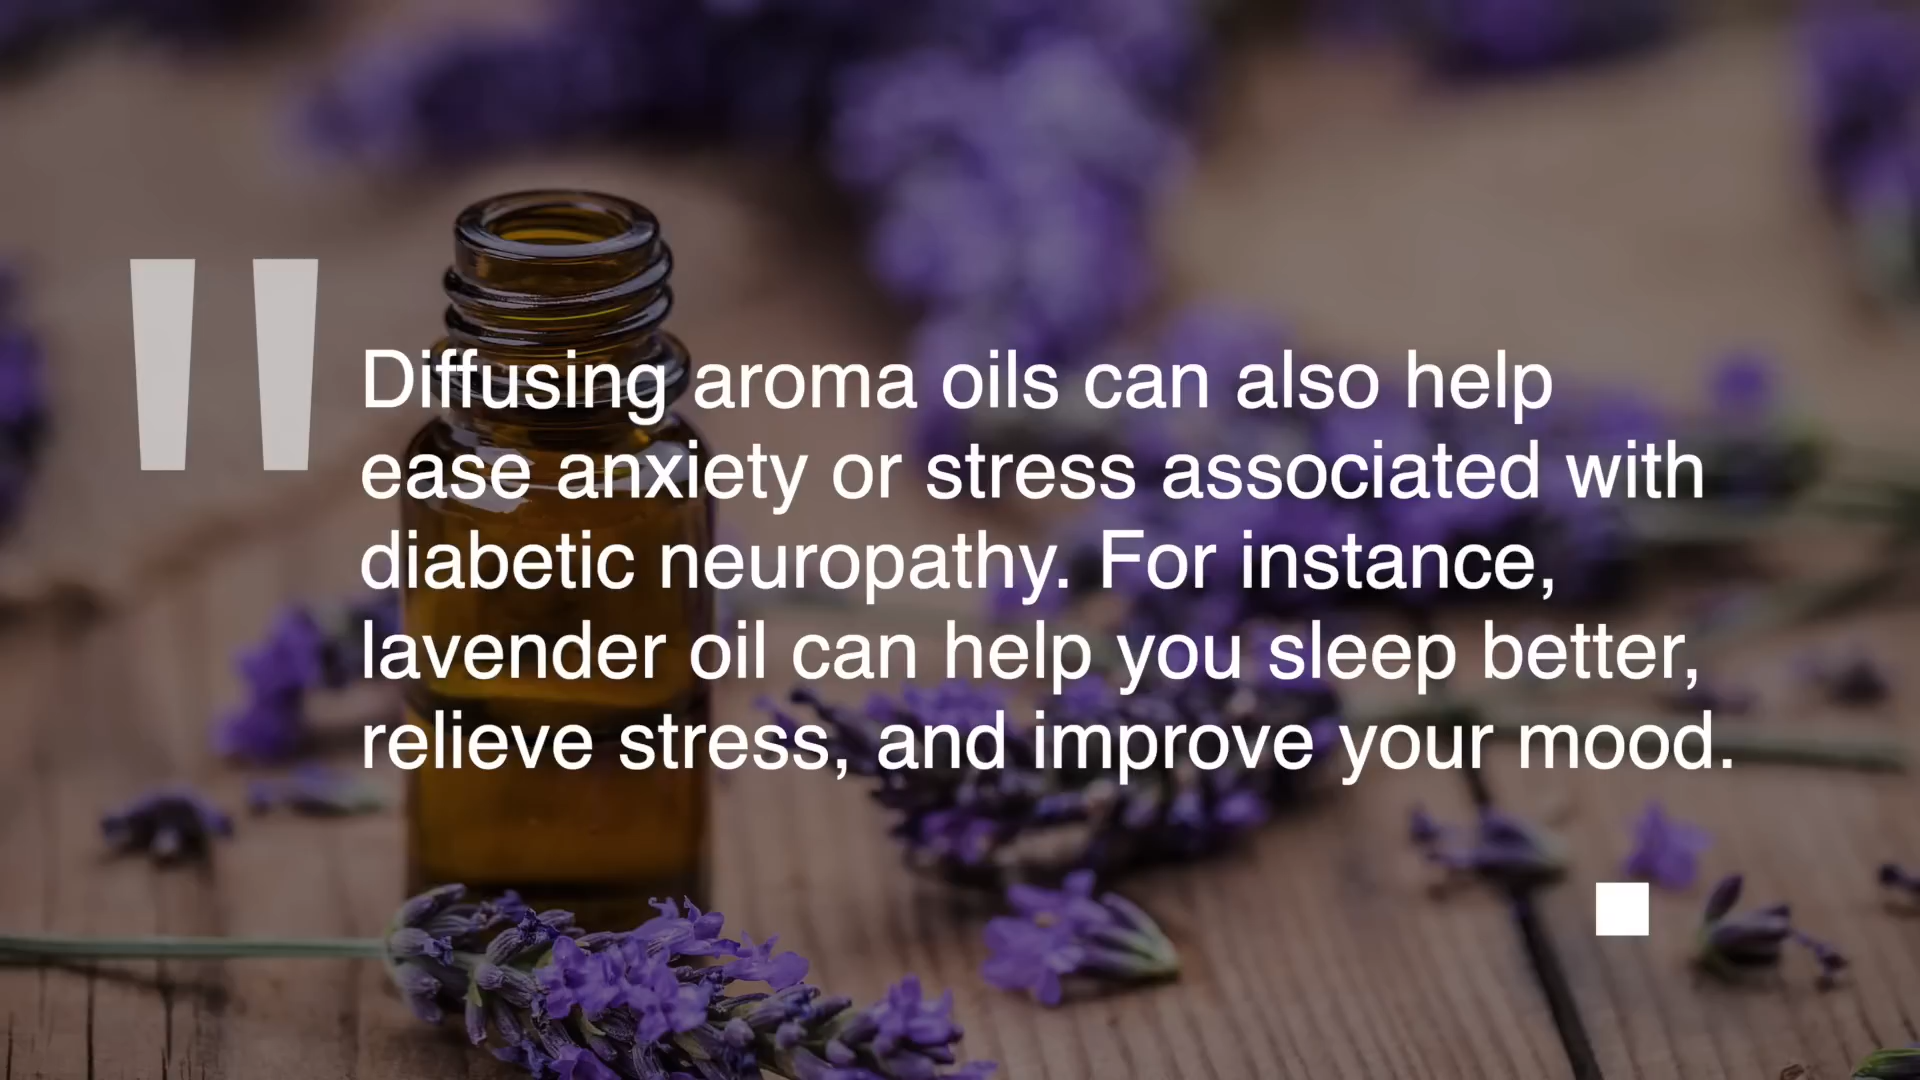 "
Diffusing aroma oils can also help
ease anxiety or stress associated with
diabetic neuropathy. For instance,
lavender oil can help you sleep better,
relieve stress, and improve your mood.